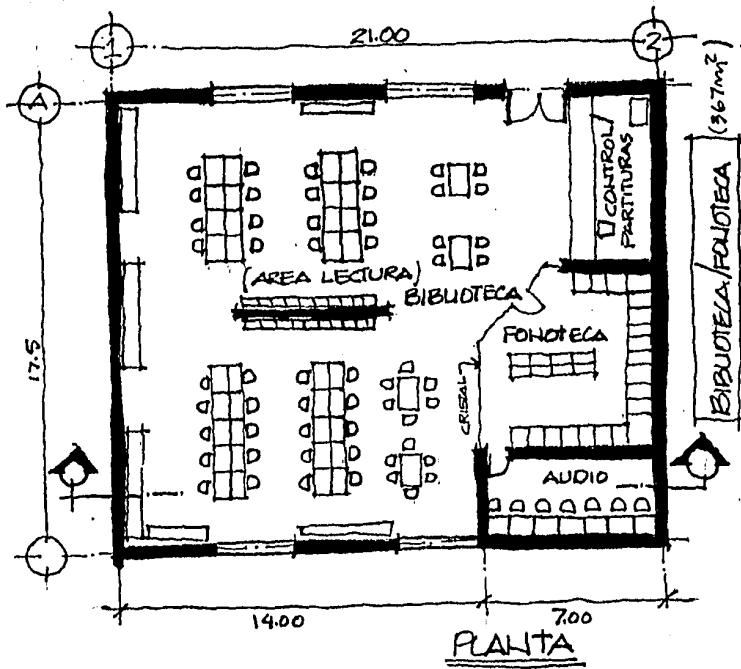 1
21.00
2
A
(367m²)
BIBLIOTECA/FONOTECA
CONTROL/
PARTITURAS
(AREA LECTURA)
BIBLIOTECA
FONOTECA
17.5
CRISTAL
AUDIO
14.00
7.00
PLANTA